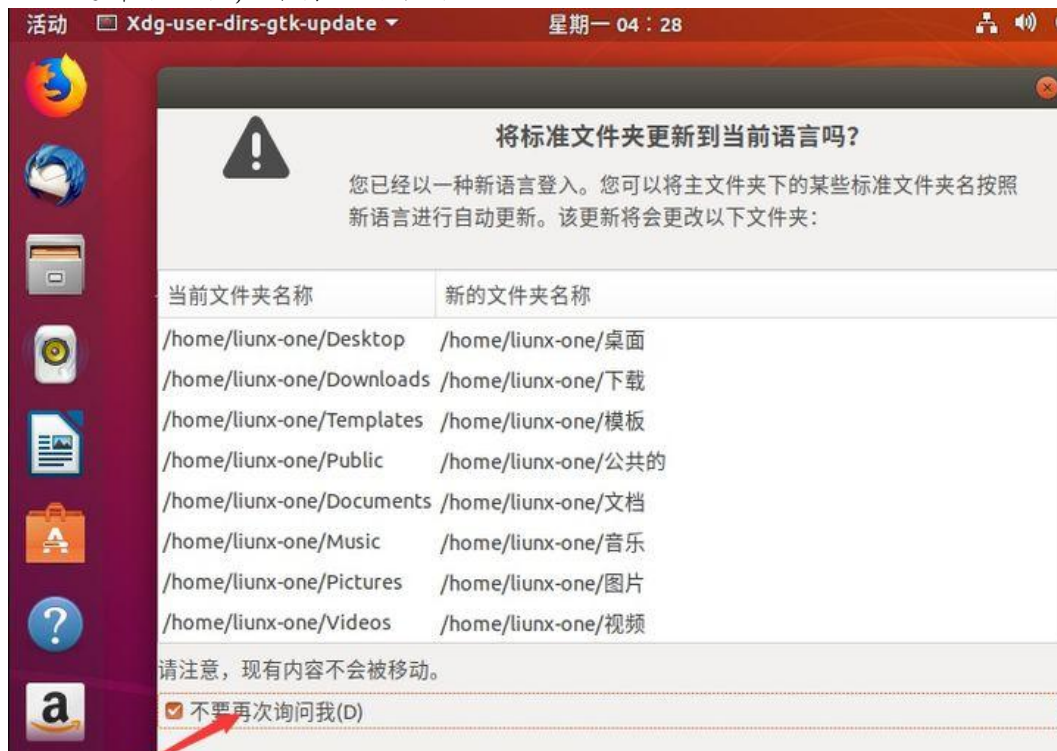 活动 Xdg-user-dirs-gtk-update 星期一 04：28
将标准文件夹更新到当前语言吗？
您已经以一种新语言登入。您可以将主文件夹下的某些标准文件夹名按照
新语言进行自动更新。该更新将会更改以下文件夹：
当前文件夹名称 新的文件夹名称
/home/liunx-one/Desktop /home/liunx-one/桌面
/home/liunx-one/Downloads /home/liunx-one/下载
/home/liunx-one/Templates /home/liunx-one/模板
/home/liunx-one/Public /home/liunx-one/公共的
/home/liunx-one/Documents /home/liunx-one/文档
/home/liunx-one/Music /home/liunx-one/音乐
/home/liunx-one/Pictures /home/liunx-one/图片
/home/liunx-one/Videos /home/liunx-one/视频
请注意，现有内容不会被移动。
不要再次询问我(D)